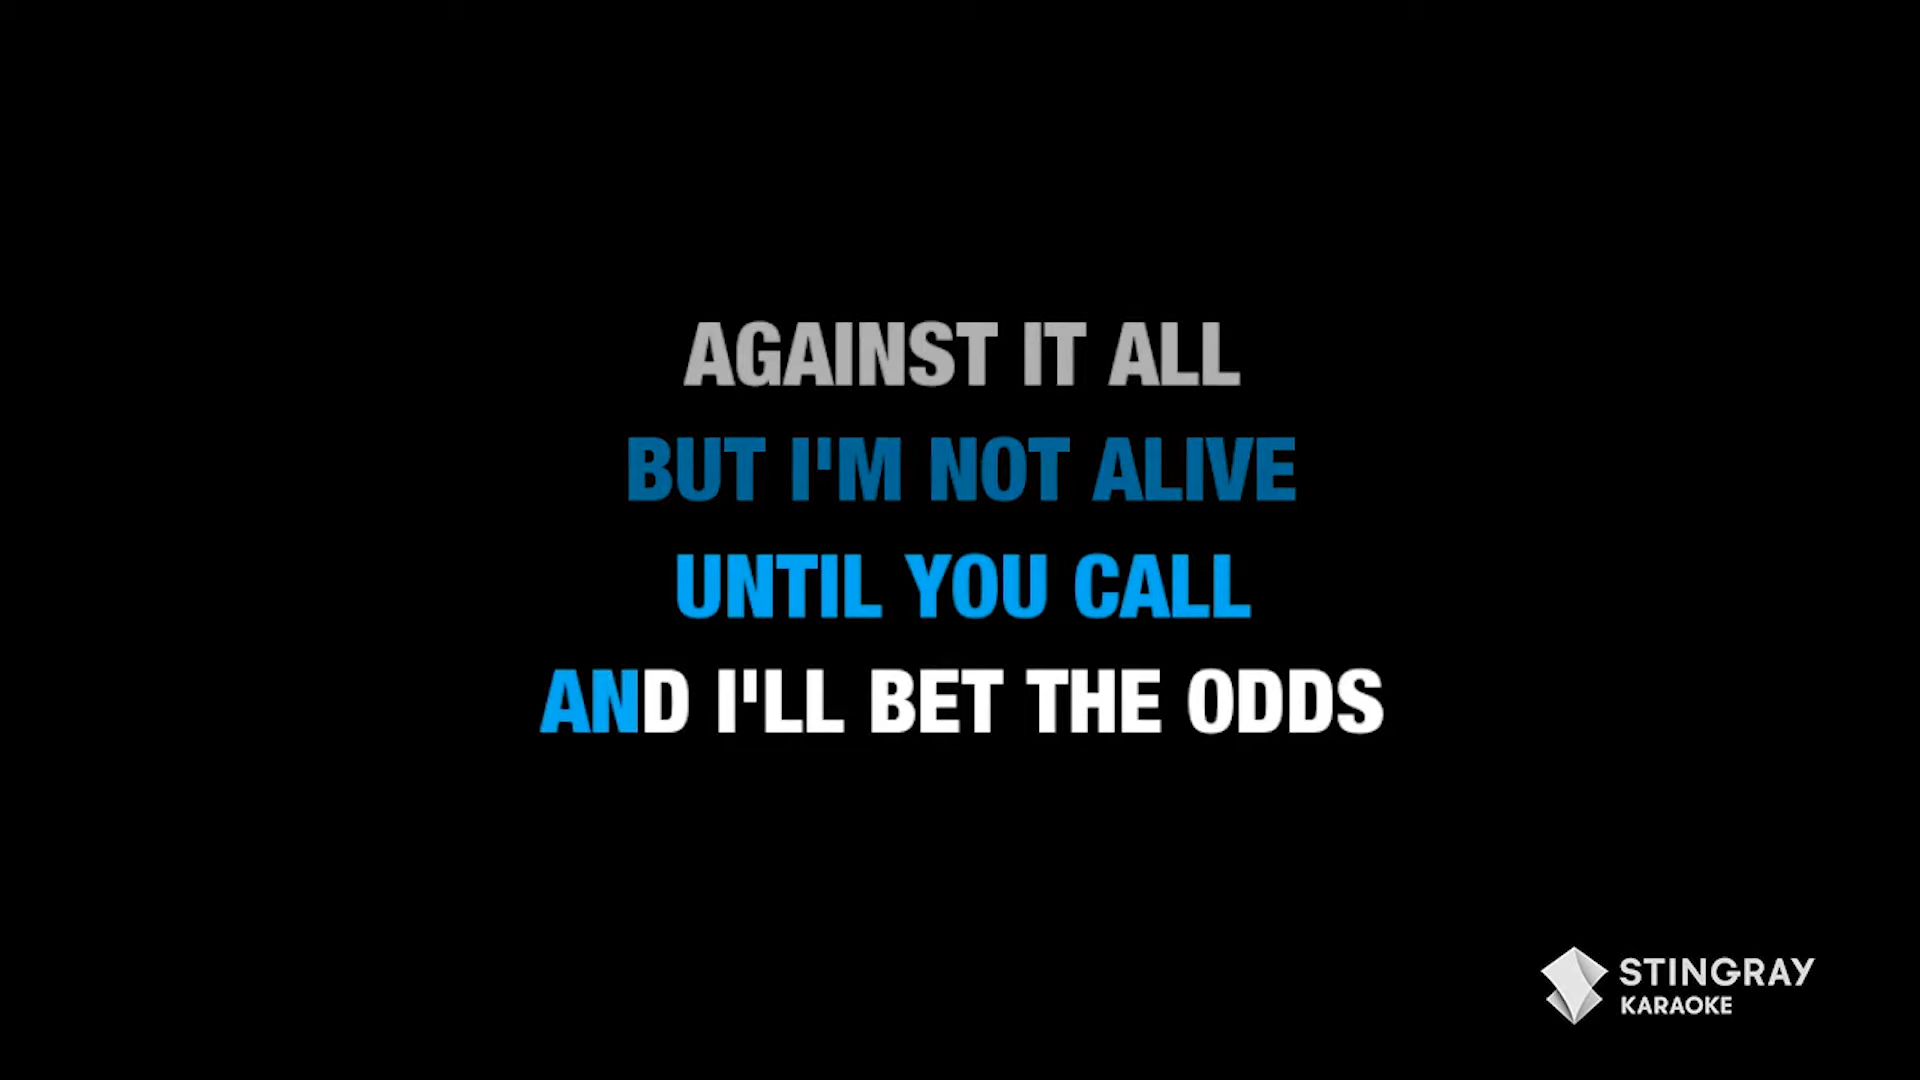 AGAINST IT ALL
BUT I'M NOT ALIVE
UNTIL YOU CALL
AND I'LL BET THE ODDS
STINGRAY
KARAOKE